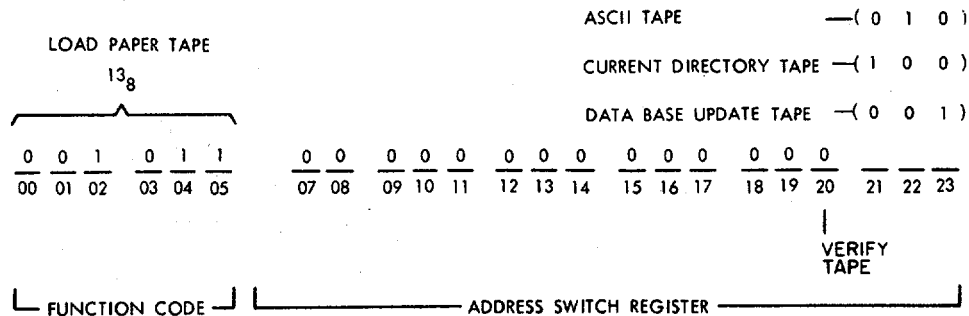 ASCII TAPE —( 0 1 0 )
LOAD PAPER TAPE
13₈
CURRENT DIRECTORY TAPE —( 1 0 0 )
DATA BASE UPDATE TAPE —( 0 0 1 )
0 0 1 0 1 1 0 0 0 0 0 0 0 0 0 0 0 0 0 0
00 01 02 03 04 05 07 08 09 10 11 12 13 14 15 16 17 18 19 20 21 22 23
VERIFY
TAPE
FUNCTION CODE ADDRESS SWITCH REGISTER